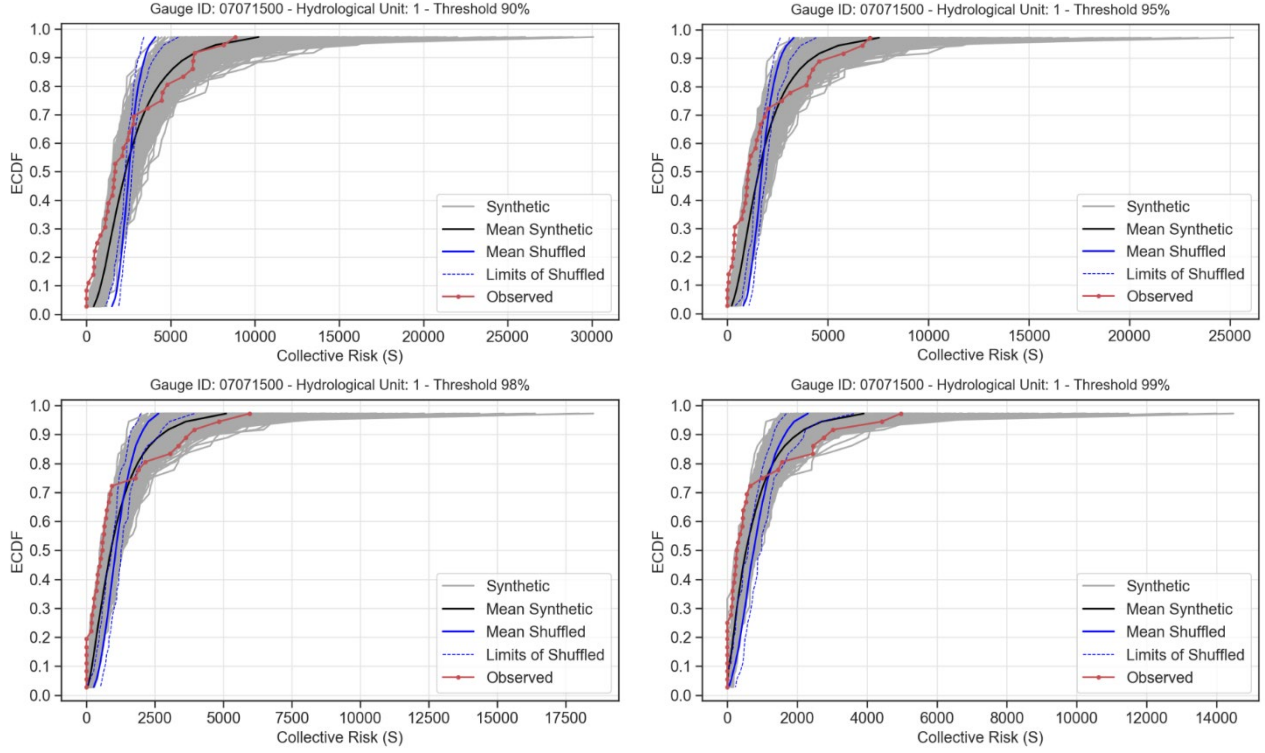 Gauge ID: 07071500 - Hydrological Unit: 1 - Threshold 90%
1.0
0.9
0.8
0.7
0.6
0.5
0.4
0.3
0.2
0.1
0.0
ECDF
Synthetic
Mean Synthetic
Mean Shuffled
Limits of Shuffled
Observed
0 5000 10000 15000 20000 25000 30000
Collective Risk (S)
Gauge ID: 07071500 - Hydrological Unit: 1 - Threshold 95%
1.0
0.9
0.8
0.7
0.6
0.5
0.4
0.3
0.2
0.1
0.0
ECDF
Synthetic
Mean Synthetic
Mean Shuffled
Limits of Shuffled
Observed
0 5000 10000 15000 20000 25000
Collective Risk (S)
Gauge ID: 07071500 - Hydrological Unit: 1 - Threshold 98%
1.0
0.9
0.8
0.7
0.6
0.5
0.4
0.3
0.2
0.1
0.0
ECDF
Synthetic
Mean Synthetic
Mean Shuffled
Limits of Shuffled
Observed
0 2500 5000 7500 10000 12500 15000 17500
Collective Risk (S)
Gauge ID: 07071500 - Hydrological Unit: 1 - Threshold 99%
1.0
0.9
0.8
0.7
0.6
0.5
0.4
0.3
0.2
0.1
0.0
ECDF
Synthetic
Mean Synthetic
Mean Shuffled
Limits of Shuffled
Observed
0 2000 4000 6000 8000 10000 12000 14000
Collective Risk (S)